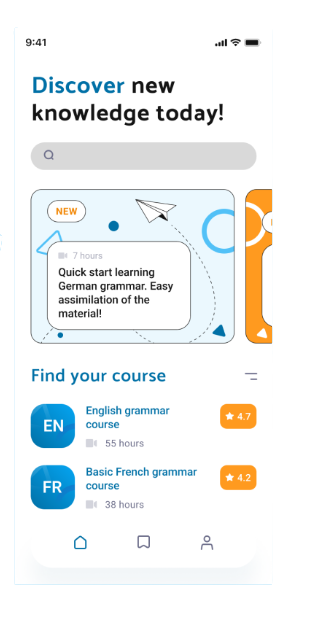 9:41
Discover new
knowledge today!
NEW
7 hours
Quick start learning
German grammar. Easy
assimilation of the
material!
Find your course
EN
English grammar
course
55 hours
4.7
FR
Basic French grammar
course
38 hours
4.2